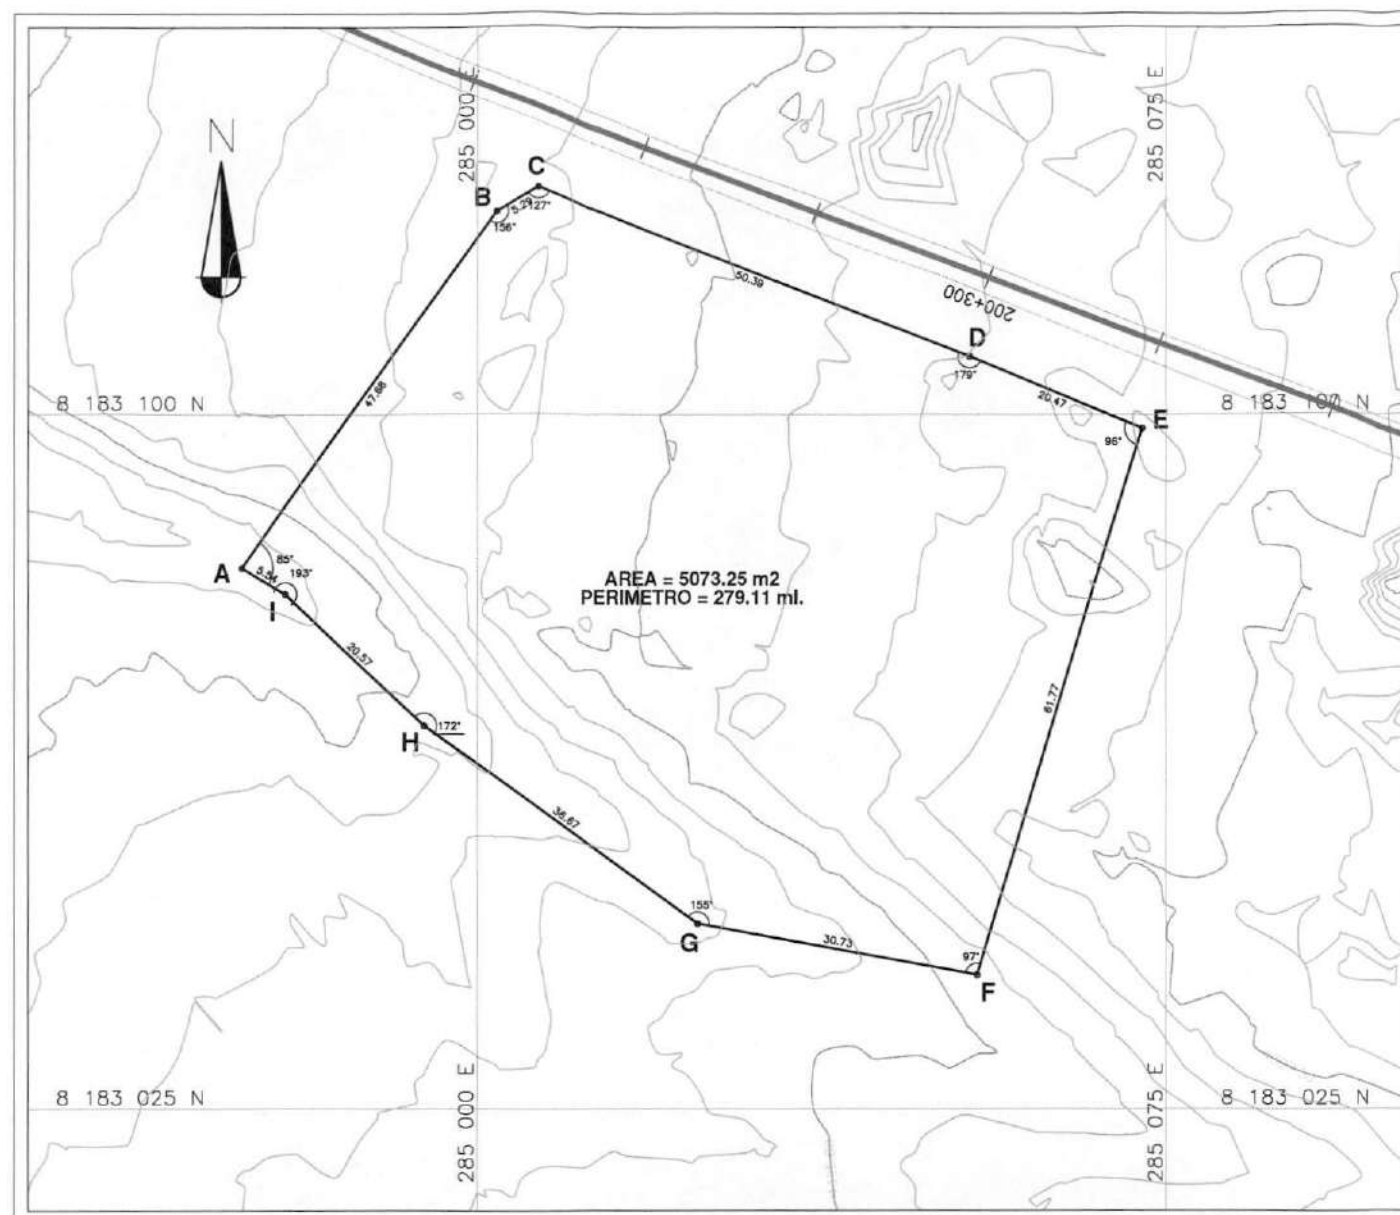 N
285 000 E
285 075 E
C
B
5.29
127°
156°
50.39
200+300
D
179°
47.68
8 183 100 N
20.47
8 183 100 N
E
96°
A
85°
5.54
193°
I
AREA = 5073.25 m2
PERIMETRO = 279.11 ml.
20.57
61.77
H
172°
36.67
155°
G
30.73
97°
F
8 183 025 N
285 000 E
285 075 E
8 183 025 N